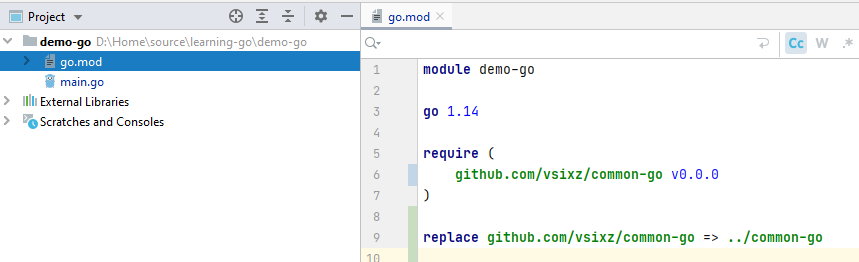 Project
demo-go D:\Home\source\learning-go\demo-go
go.mod
main.go
External Libraries
Scratches and Consoles
go.mod
Cc W .*
1 module demo-go
2
3 go 1.14
4
5 require (
6 github.com/vsixz/common-go v0.0.0
7 )
8
9 replace github.com/vsixz/common-go => ../common-go
10